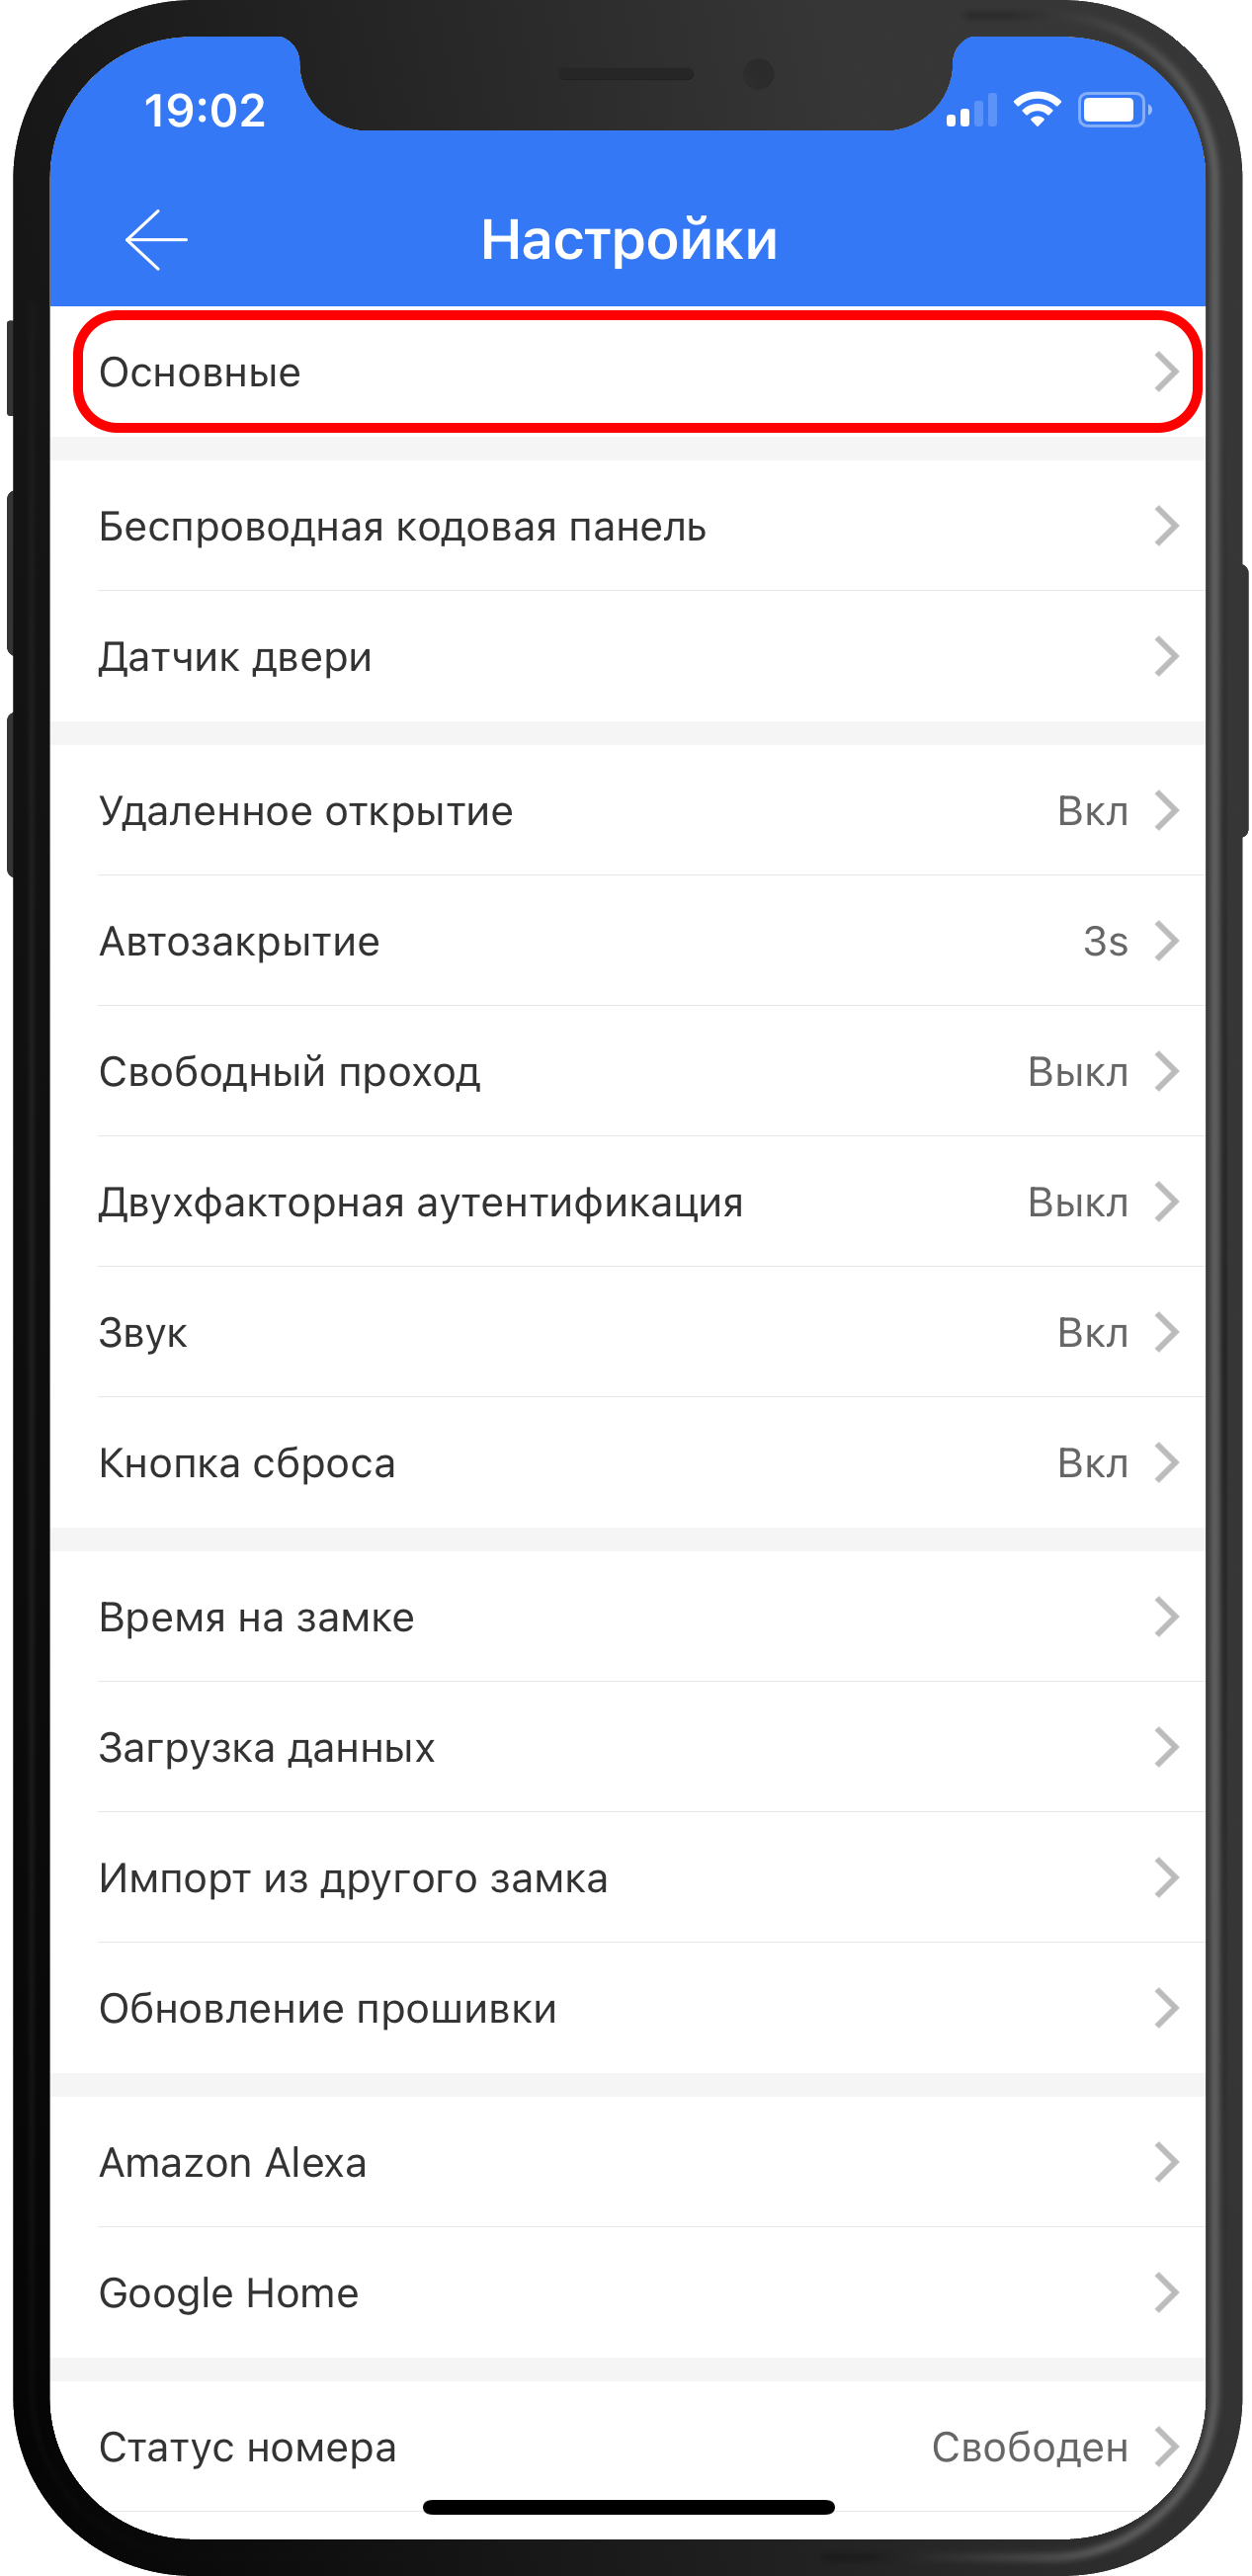 19:02
Настройки
Основные
Беспроводная кодовая панель
Датчик двери
Удаленное открытие Вкл
Автозакрытие 3s
Свободный проход Выкл
Двухфакторная аутентификация Выкл
Звук Вкл
Кнопка сброса Вкл
Время на замке
Загрузка данных
Импорт из другого замка
Обновление прошивки
Amazon Alexa
Google Home
Статус номера Свободен